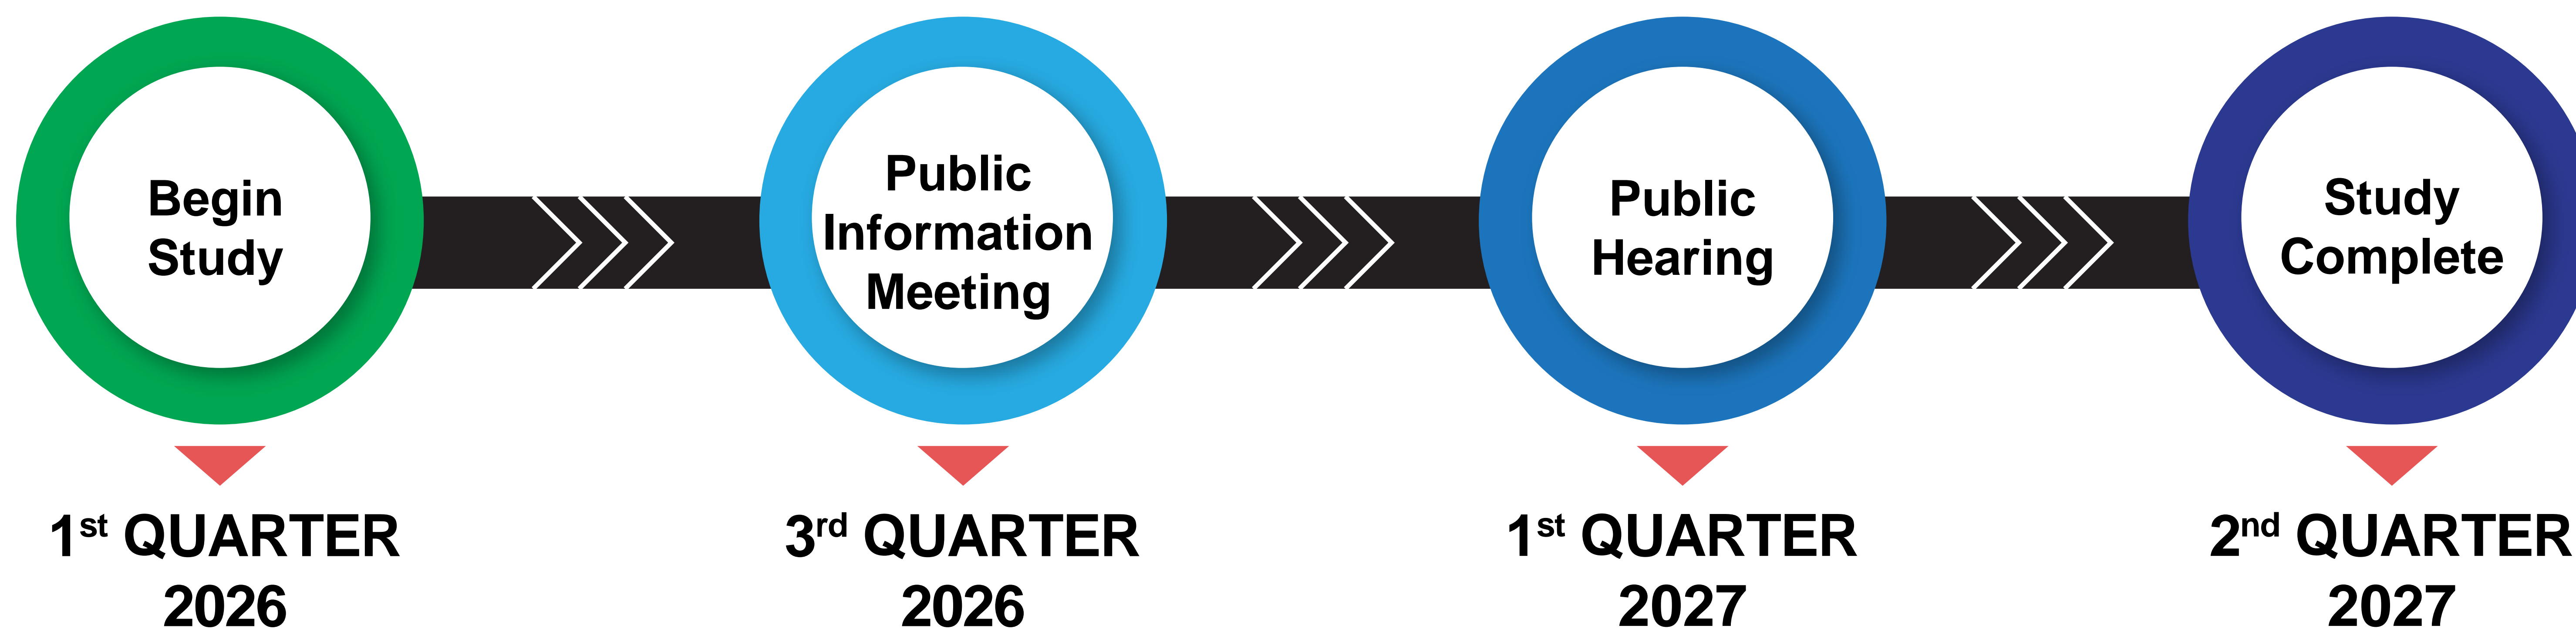 Begin
Study
Public
Information
Meeting
Public
Hearing
Study
Complete
1st QUARTER
2026
3rd QUARTER
2026
1st QUARTER
2027
2nd QUARTER
2027